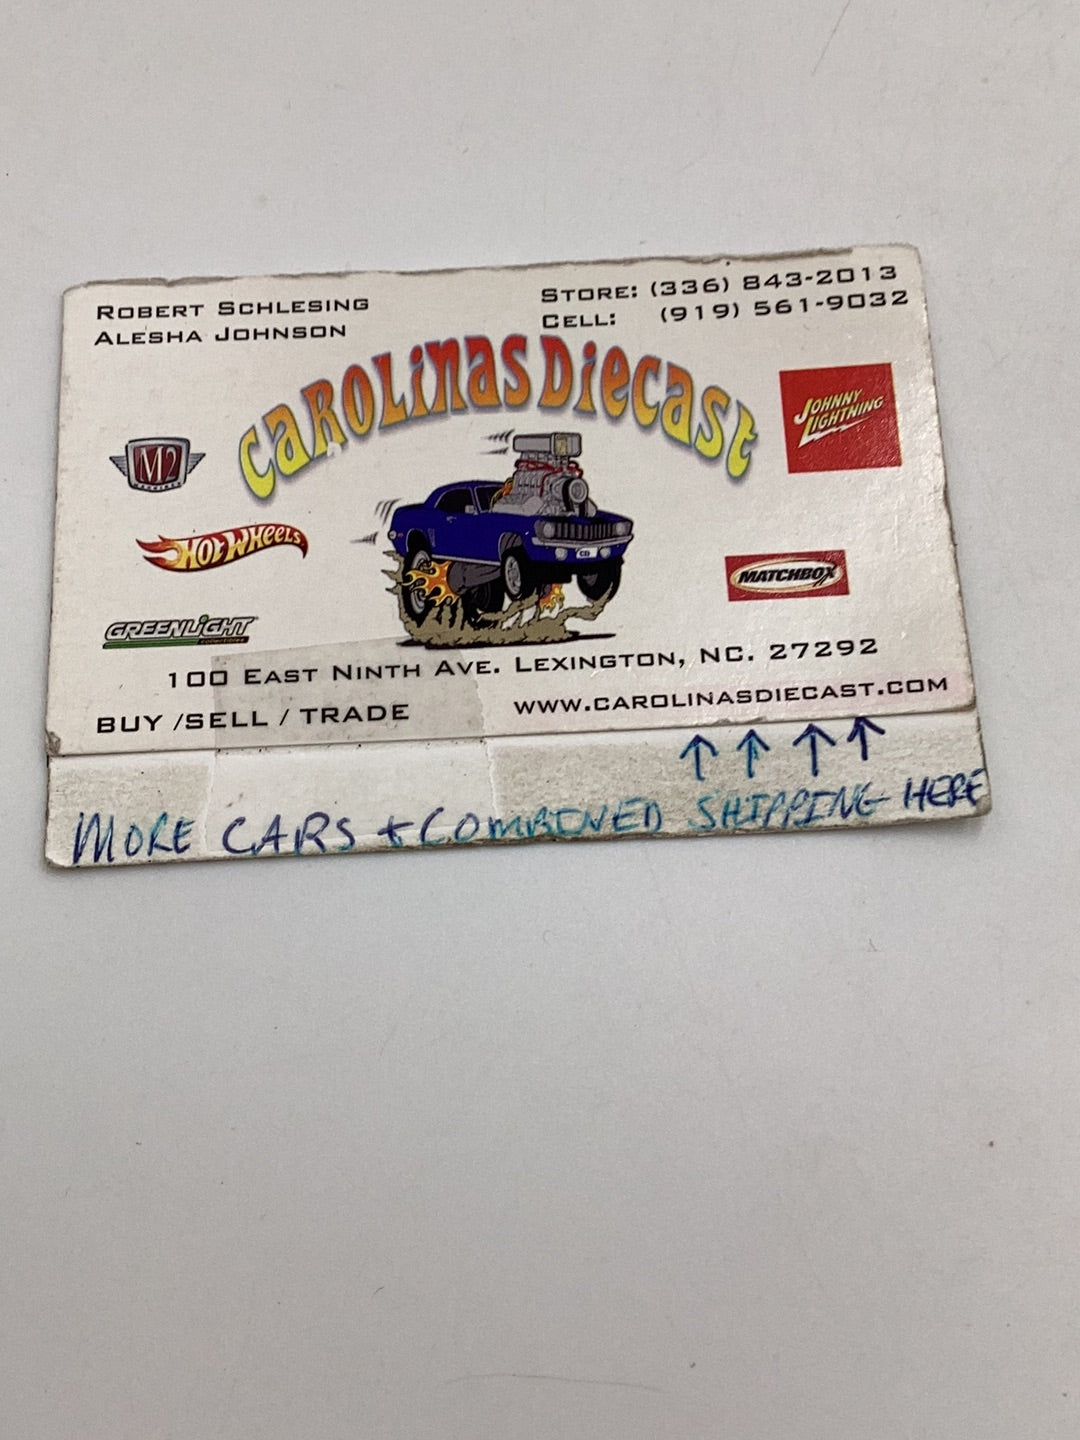 ROBERT SCHLESING
ALESHA JOHNSON
STORE: (336) 843-2013
CELL: (919) 561-9032
CAROLINAS DIECAST
M2
JOHNNY
LIGHTNING
HOT WHEELS
MATCHBOX
GREENLIGHT
100 EAST NINTH AVE. LEXINGTON, NC. 27292
BUY /SELL / TRADE
WWW.CAROLINASDIECAST.COM
↑ ↑ ↑ ↑
MORE CARS + COMBINED SHIPPING HERE